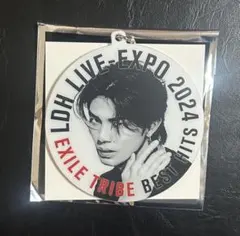 LDH LIVE-EXPO 2024
EXILE TRIBE BEST HITS